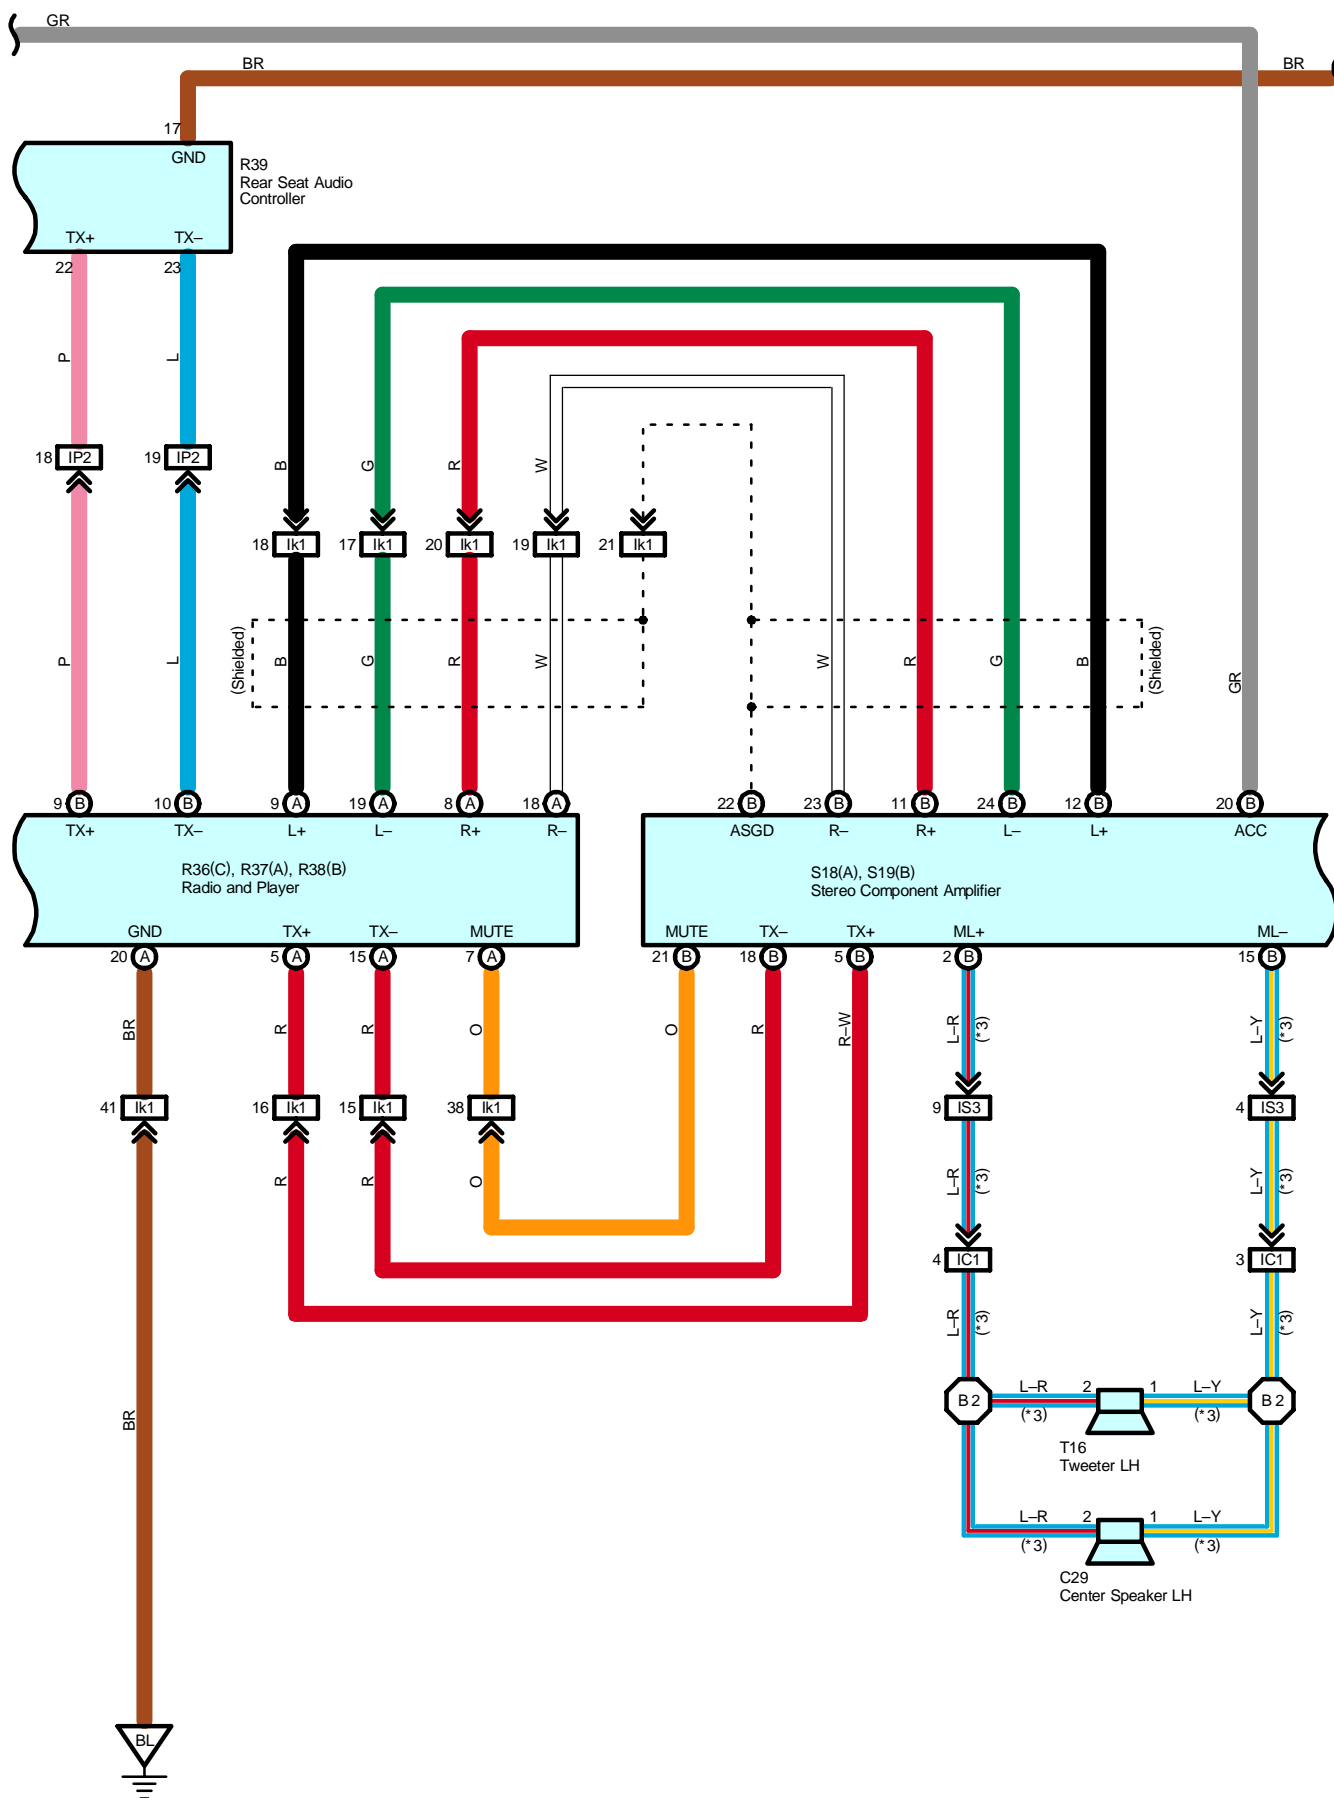 GR
BR BR
17
GND
R39
Rear Seat Audio
Controller
TX+ TX–
22 23
P L
18 IP2 19 IP2
B G R W
18 Ik1 17 Ik1 20 Ik1 19 Ik1 21 Ik1
(Shielded) (Shielded)
P L B G R W W R G B GR
9 B 10 B 9 A 19 A 8 A 18 A 22 B 23 B 11 B 24 B 12 B 20 B
TX+ TX– L+ L– R+ R– ASGD R– R+ L– L+ ACC
R36(C), R37(A), R38(B)
Radio and Player
S18(A), S19(B)
Stereo Component Amplifier
GND TX+ TX– MUTE MUTE TX– TX+ ML+ ML–
20 A 5 A 15 A 7 A 21 B 18 B 5 B 2 B 15 B
BR R R O O R R–W L–R (*3) L–Y (*3)
41 Ik1 16 Ik1 15 Ik1 38 Ik1 9 IS3 4 IS3
R R O L–R (*3) L–Y (*3)
4 IC1 3 IC1
L–R (*3) L–Y (*3)
B 2 L–R 2 1 L–Y B 2
(*3) (*3)
BR
T16
Tweeter LH
L–R 2 1 L–Y
(*3) (*3)
C29
Center Speaker LH
BL